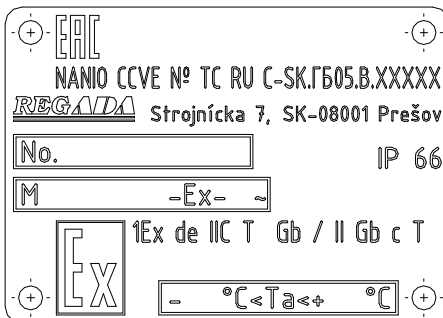 EAC
NANIO CCVE № TC RU C-SK.ГБ05.B.XXXXX
REGADA Strojnícka 7, SK-08001 Prešov
No. IP 66
M -Ex- ~
Ex 1Ex de IIC T Gb / II Gb c T
- °C<Ta<+ °C